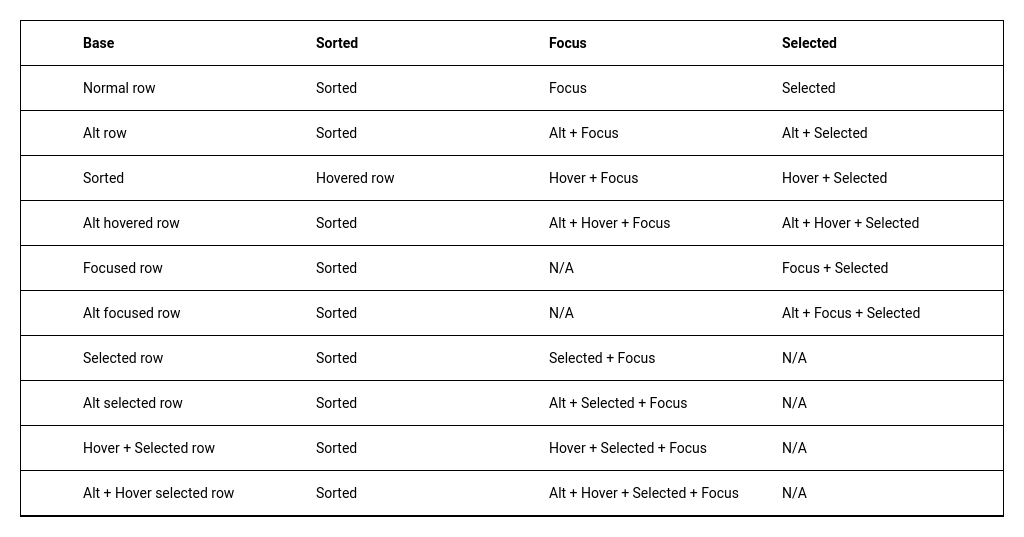 Base Sorted Focus Selected
Normal row Sorted Focus Selected
Alt row Sorted Alt + Focus Alt + Selected
Sorted Hovered row Hover + Focus Hover + Selected
Alt hovered row Sorted Alt + Hover + Focus Alt + Hover + Selected
Focused row Sorted N/A Focus + Selected
Alt focused row Sorted N/A Alt + Focus + Selected
Selected row Sorted Selected + Focus N/A
Alt selected row Sorted Alt + Selected + Focus N/A
Hover + Selected row Sorted Hover + Selected + Focus N/A
Alt + Hover selected row Sorted Alt + Hover + Selected + Focus N/A